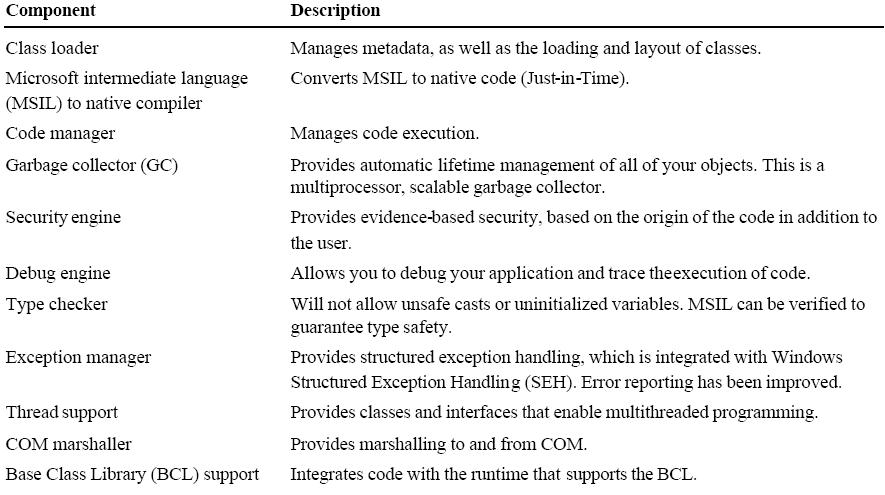 Component Description
Class loader Manages metadata, as well as the loading and layout of classes.
Microsoft intermediate language Converts MSIL to native code (Just-in-Time).
(MSIL) to native compiler
Code manager Manages code execution.
Garbage collector (GC) Provides automatic lifetime management of all of your objects. This is a
multiprocessor, scalable garbage collector.
Security engine Provides evidence-based security, based on the origin of the code in addition to
the user.
Debug engine Allows you to debug your application and trace theexecution of code.
Type checker Will not allow unsafe casts or uninitialized variables. MSIL can be verified to
guarantee type safety.
Exception manager Provides structured exception handling, which is integrated with Windows
Structured Exception Handling (SEH). Error reporting has been improved.
Thread support Provides classes and interfaces that enable multithreaded programming.
COM marshaller Provides marshalling to and from COM.
Base Class Library (BCL) support Integrates code with the runtime that supports the BCL.